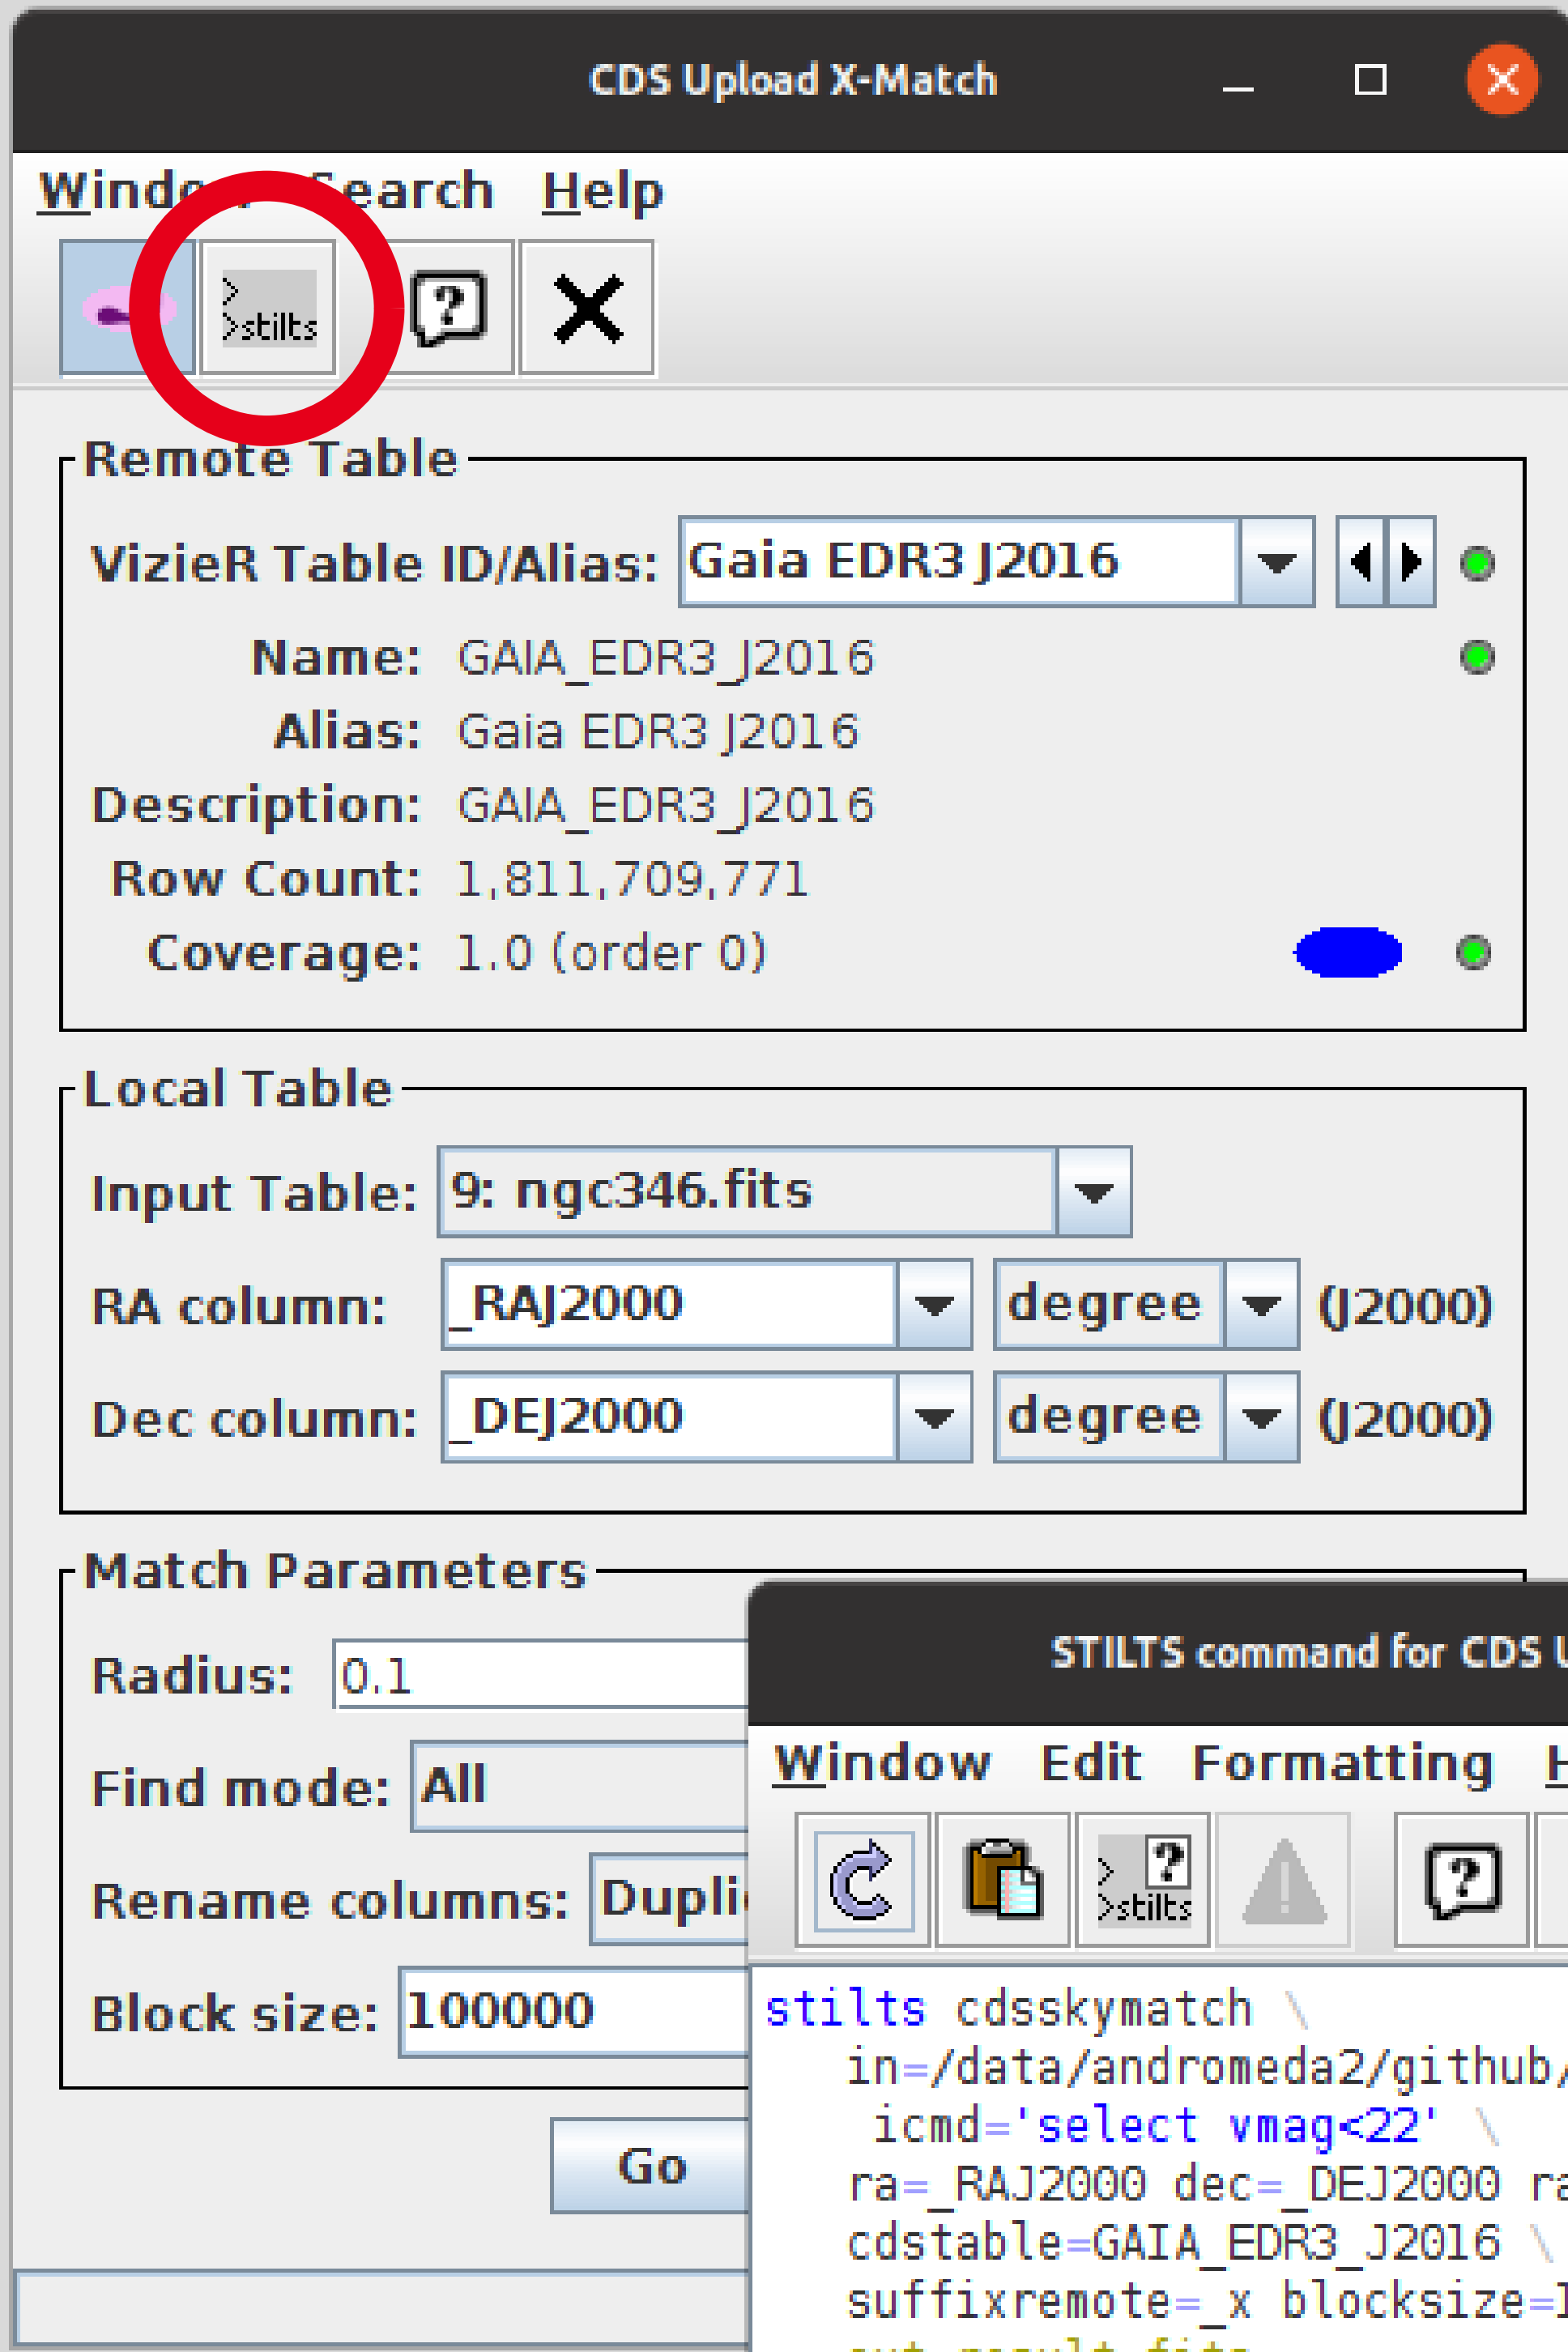 CDS Upload X-Match
Search Help
>stilts
Remote Table
VizieR Table ID/Alias: Gaia EDR3 J2016
Name: GAIA_EDR3_J2016
Alias: Gaia EDR3 J2016
Description: GAIA_EDR3_J2016
Row Count: 1,811,709,771
Coverage: 1.0 (order 0)
Local Table
Input Table: 9: ngc346.fits
RA column: _RAJ2000 degree (J2000)
Dec column: _DEJ2000 degree (J2000)
Match Parameters
Radius: 0.1
Find mode: All
Rename columns:
Block size: 100000
Go
STILTS command for CDS
Window Edit Formatting
>stilts
stilts cdsskymatch \
in=/data/andromeda2/github/
icmd='select vmag<22' \
ra=_RAJ2000 dec=_DEJ2000
cdstable=GAIA_EDR3_J2016 \
suffixremote=_x blocksize=